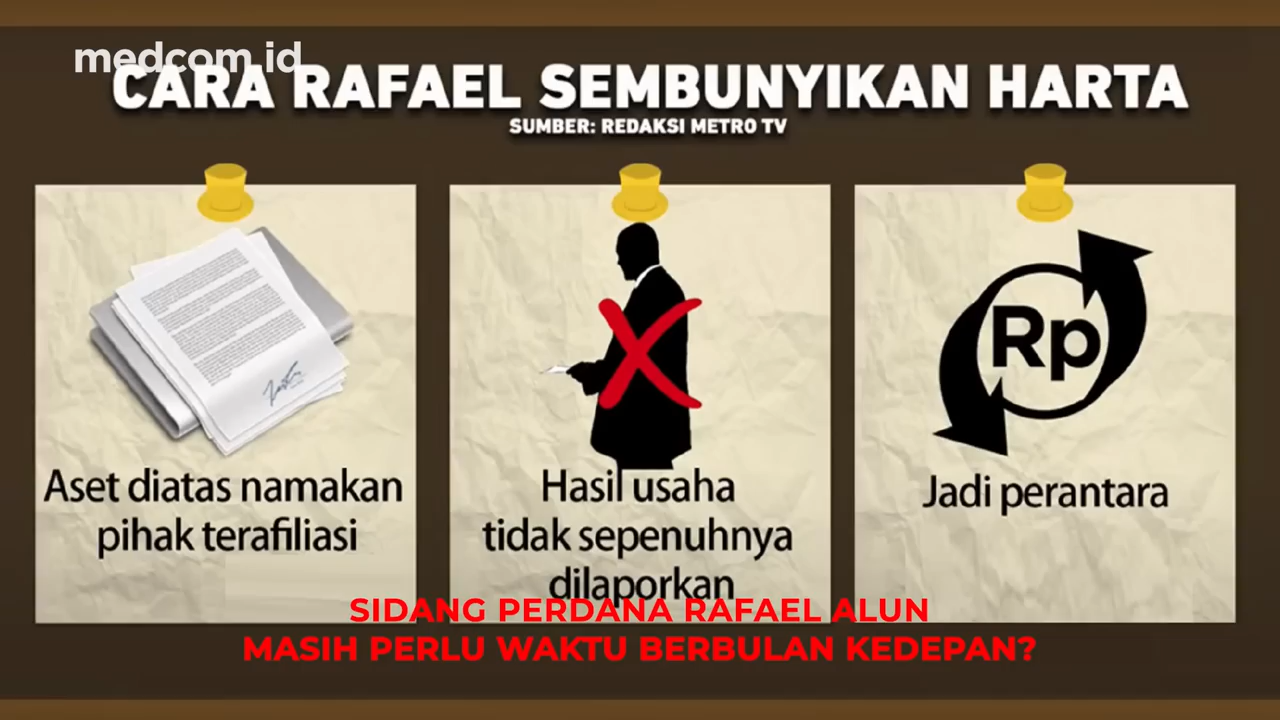 medcom.id
CARA RAFAEL SEMBUNYIKAN HARTA
SUMBER: REDAKSI METRO TV
Aset diatas namakan
pihak terafiliasi
Hasil usaha
tidak sepenuhnya
dilaporkan
Rp
Jadi perantara
SIDANG PERDANA RAFAEL ALUN
MASIH PERLU WAKTU BERBULAN KEDEPAN?